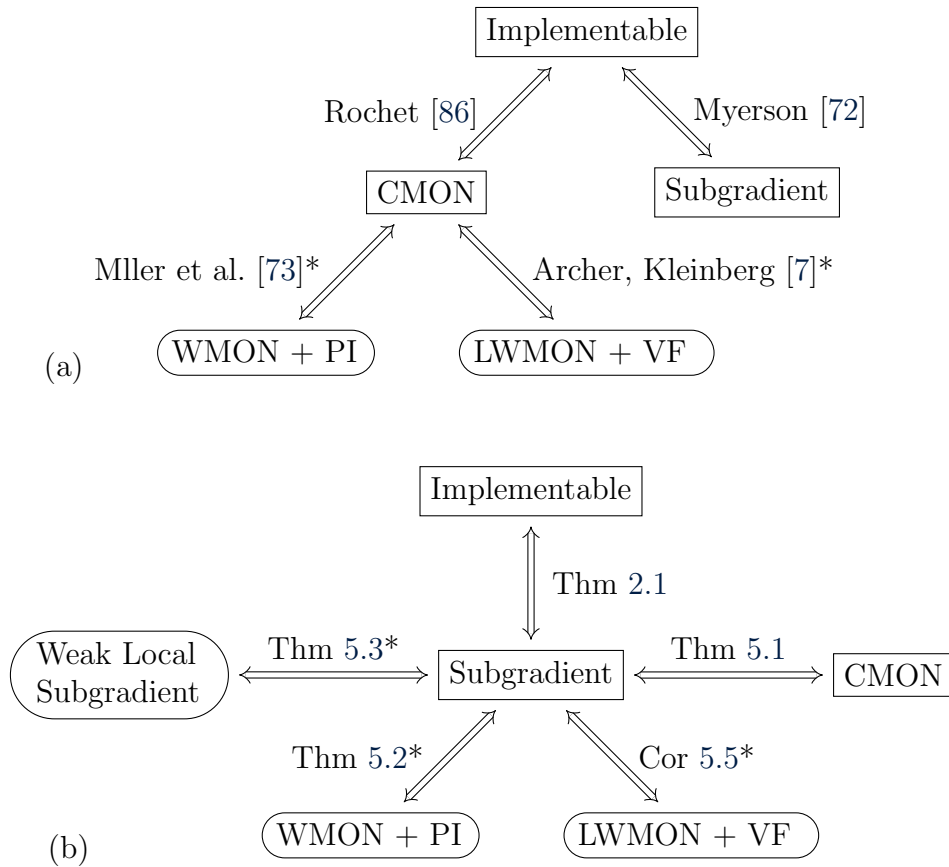 Implementable
Rochet [86]
Myerson [72]
CMON
Subgradient
Mller et al. [73]*
Archer, Kleinberg [7]*
WMON + PI
LWMON + VF
(a)
Implementable
Thm 2.1
Weak Local
Subgradient
Thm 5.3*
Subgradient
Thm 5.1
CMON
Thm 5.2*
Cor 5.5*
WMON + PI
LWMON + VF
(b)